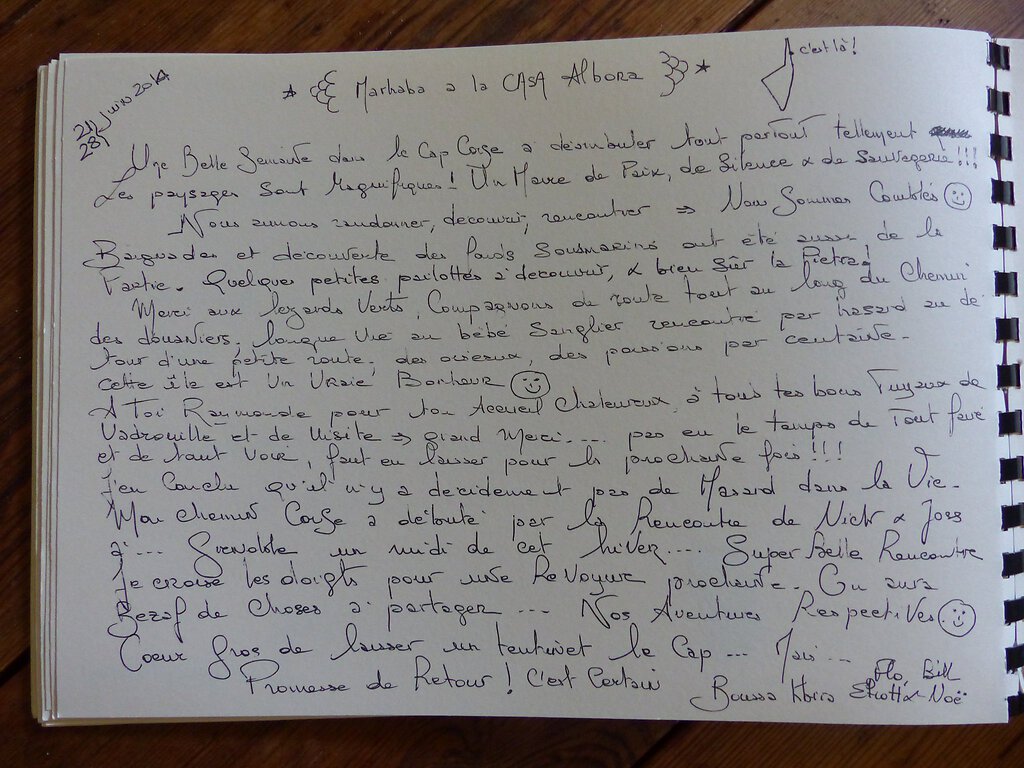 21/28 Juin 2014
Marhaba a la CASA Albora
c'est là!
Une Belle Semaine dans le Cap Corse a déambuler tout partout tellement
Les paysages sont Magnifiques! Un Havre de Paix, de Silence & de Sauvagerie!!!
Nous aimons randonner, decouvrir, rencontrer ⇒ Nous Sommes Comblés
Baignades et découverte des fonds sousmarins ont été aussi de la
Partie. Quelques petites paillottes a découvrir, & bien sûr la Pietra!
Merci aux lezards Verts, Compagnons de route tout au long du Chemin
des douaniers, longue vie au bébé Sanglier rencontré par hasard au dé
tour d'une petite route, des oiseaux, des poissons par centaine.
Cette île est Un Vraie Bonheur
A Toi Raymonde pour ton Accueil Chaleureux, à tous tes bons Tuyaux de
Vadrouille et de Visite ⇒ Grand Merci.... pas eu le temps de Tout faire
et de tout Voir, faut en laisser pour la prochaine fois!!!
J'en Conclu qu'il n'y a decidement pas de Hasard dans la Vie.
Mon chemin Corse a débuté par la Rencontre de Nick & Joss
à... Grenoble un midi de cet hiver.... Super Belle Rencontre
Je croise les doigts pour une Revoyure prochaine. On aura
Bezef de Choses à partager ... Nos Aventures Respectives.
Coeur Gros de laisser un tantinet le Cap ... Mais...
Promesse de Retour! C'est Certain
Flo, Bill
Boussa Kbira & Noë